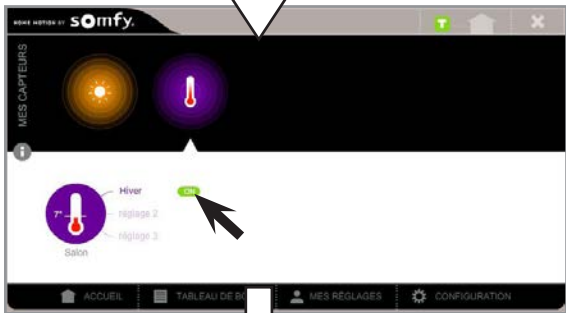 HOME MOTION BY somfy.
T
MES CAPTEURS
i
Hiver
ON
7°
réglage 2
réglage 3
Salon
ACCUEIL
TABLEAU DE BO
MES RÉGLAGES
CONFIGURATION